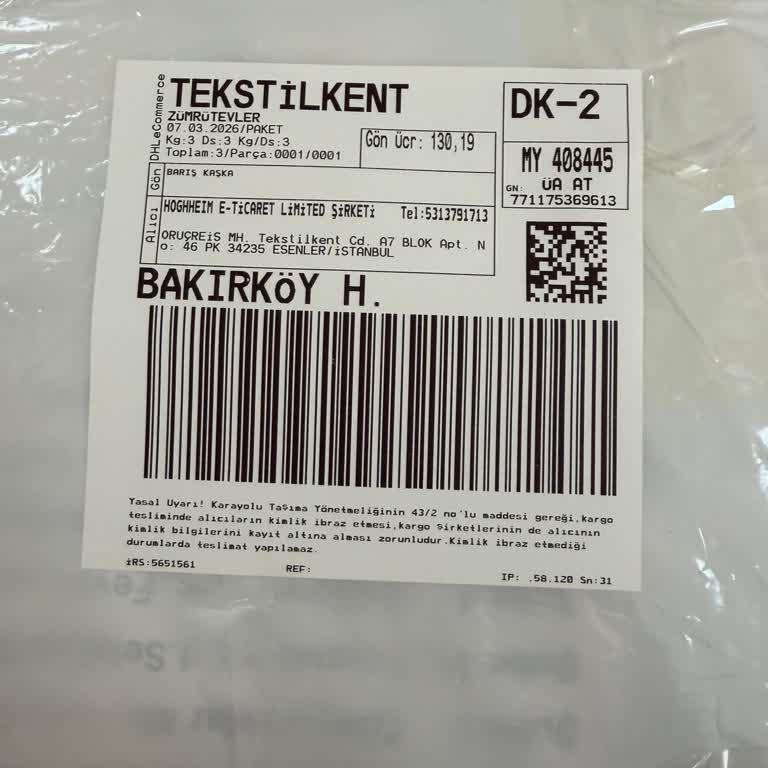 DHLeCommerce
TEKSTİLKENT
ZÜMRÜTEVLER
07.03.2026/PAKET
Kg:3 Ds:3 Kg/Ds:3
Toplam:3/Parça:0001/0001
Gön Ücr: 130,19
DK-2
MY 408445
ÜA AT
GN: 771175369613
Gön
BARIŞ KAŞKA
Alıcı
HOGHHEIM E-TİCARET LİMİTED ŞİRKETİ Tel:5313791713
ORUÇREİS MH. Tekstilkent Cd. A7 BLOK Apt. N
o: 46 PK 34235 ESENLER/İSTANBUL
BAKIRKÖY H.
Yasal Uyarı! Karayolu Taşıma Yönetmeliğinin 43/2 no'lu maddesi gereği,kargo
tesliminde alıcıların kimlik ibraz etmesi,kargo şirketlerinin de alıcının
kimlik bilgilerini kayıt altına alması zorunludur.Kimlik ibraz etmediği
durumlarda teslimat yapılamaz.
İRS:5651561 REF: IP: .58.120 Sn:31